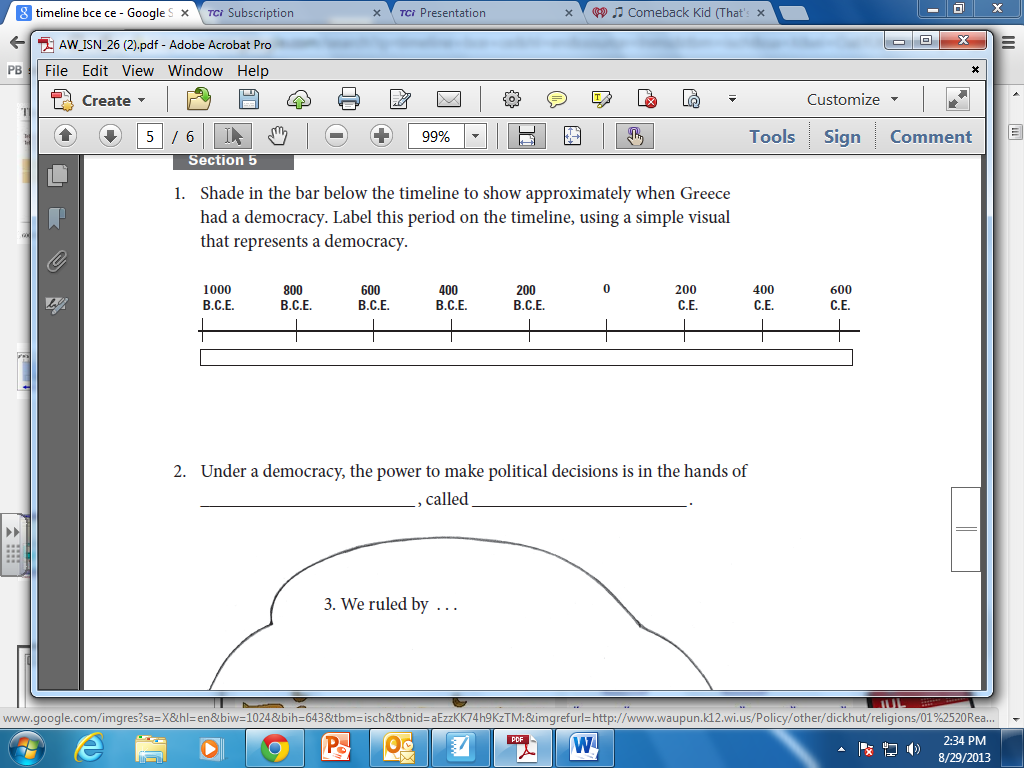 timeline bce ce - Google S
TCi Subscription
TCi Presentation
Comeback Kid (That's
AW_ISN_26 (2).pdf - Adobe Acrobat Pro
PB
File Edit View Window Help
Create
Customize
5 / 6
99%
Tools Sign Comment
Section 5
1. Shade in the bar below the timeline to show approximately when Greece
had a democracy. Label this period on the timeline, using a simple visual
that represents a democracy.
1000 800 600 400 200 0 200 400 600
B.C.E. B.C.E. B.C.E. B.C.E. B.C.E. C.E. C.E. C.E.
2. Under a democracy, the power to make political decisions is in the hands of
, called .
3. We ruled by . . .
www.google.com/imgres?sa=X&hl=en&biw=1024&bih=643&tbm=isch&tbnid=aEzzKK74h9KzTM:&imgrefurl=http://www.waupun.k12.wi.us/Policy/other/dickhut/religions/01%2520Rea...
2:34 PM
8/29/2013